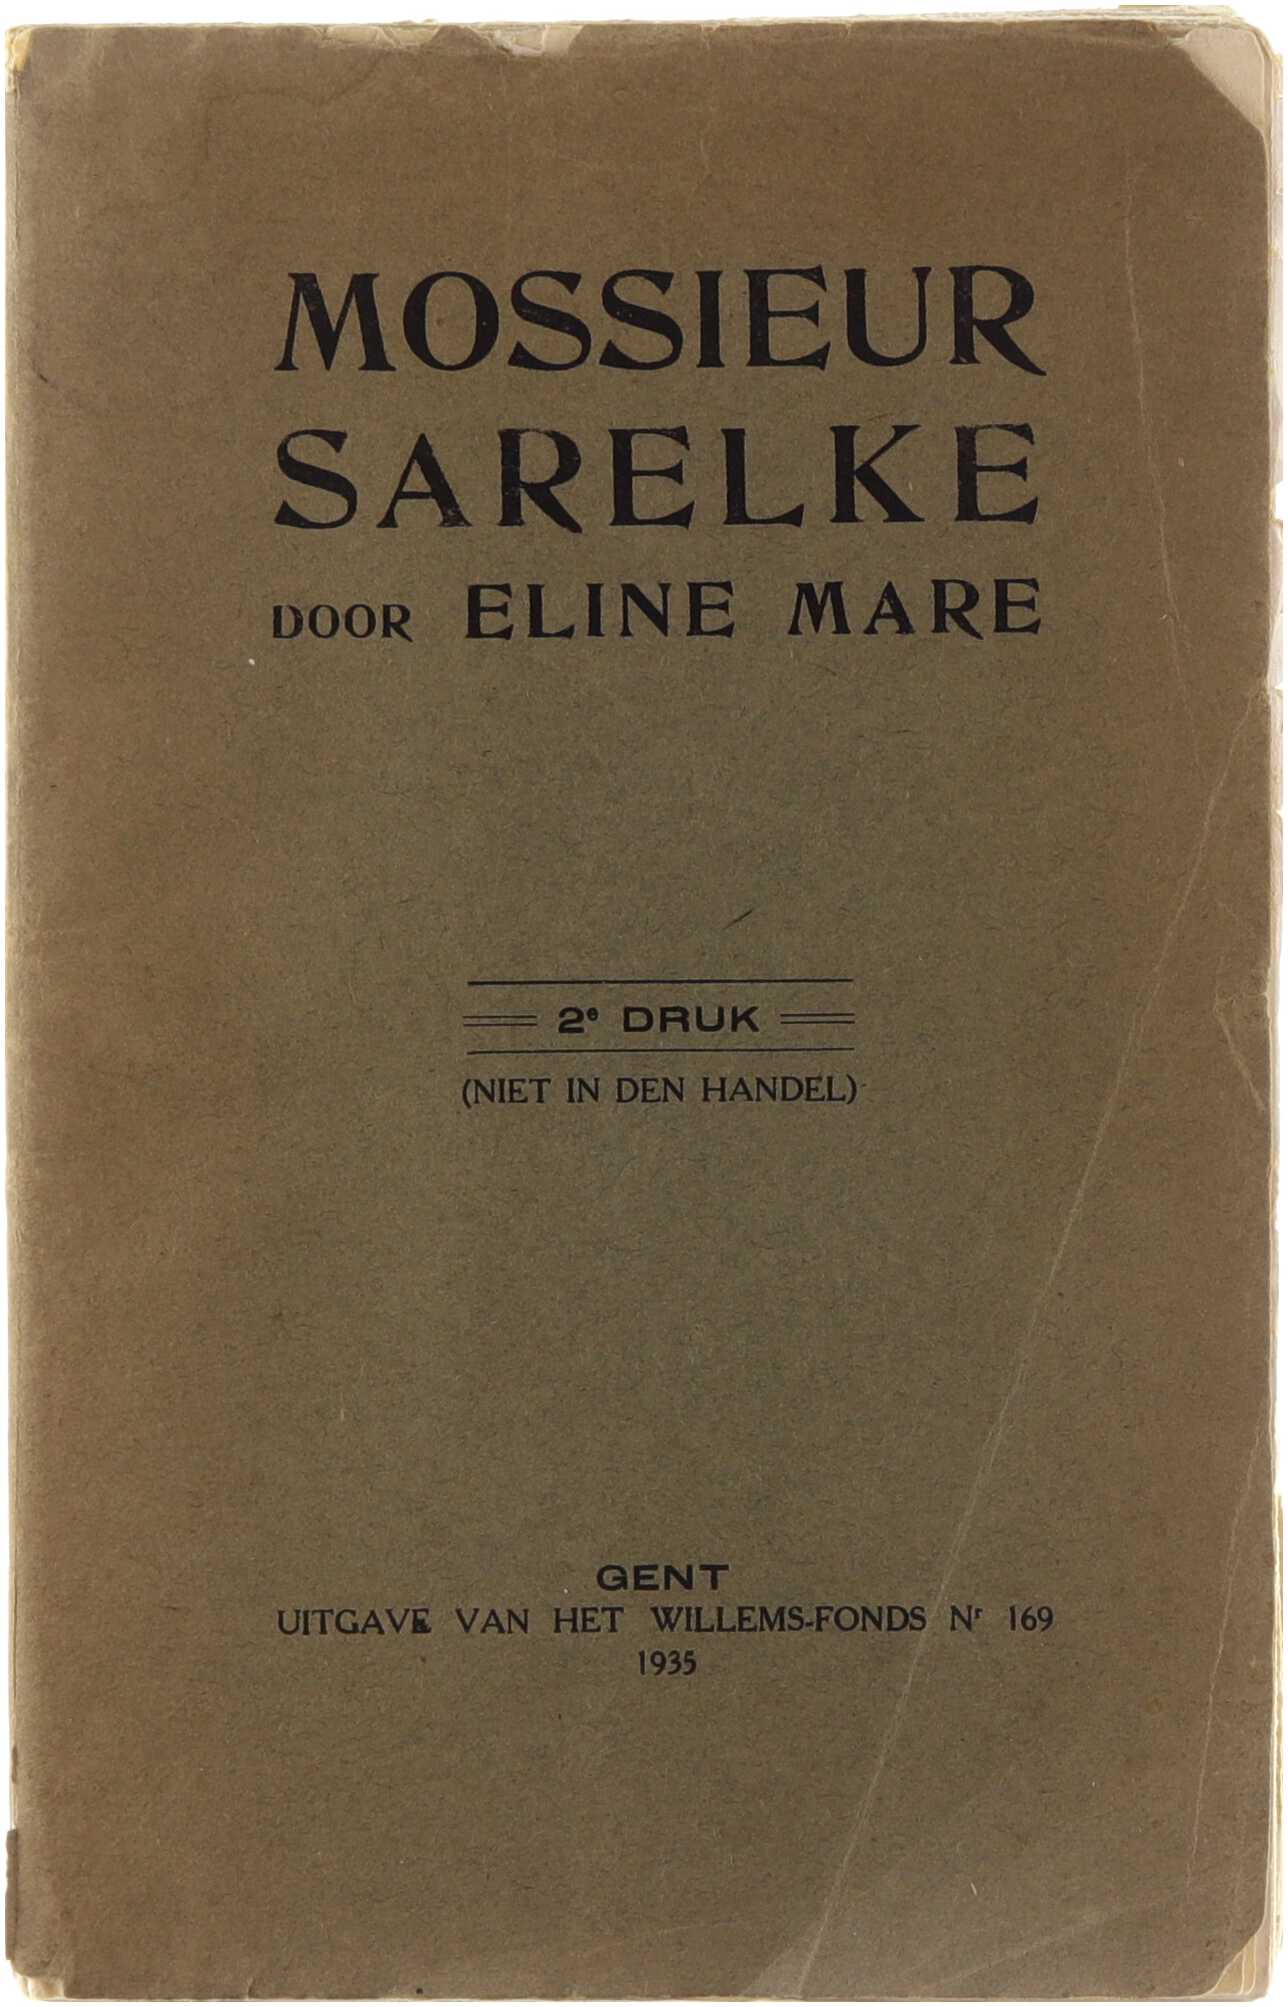 MOSSIEUR
SARELKE
DOOR ELINE MARE
2e DRUK
(NIET IN DEN HANDEL)
GENT
UITGAVE VAN HET WILLEMS-FONDS Nr 169
1935